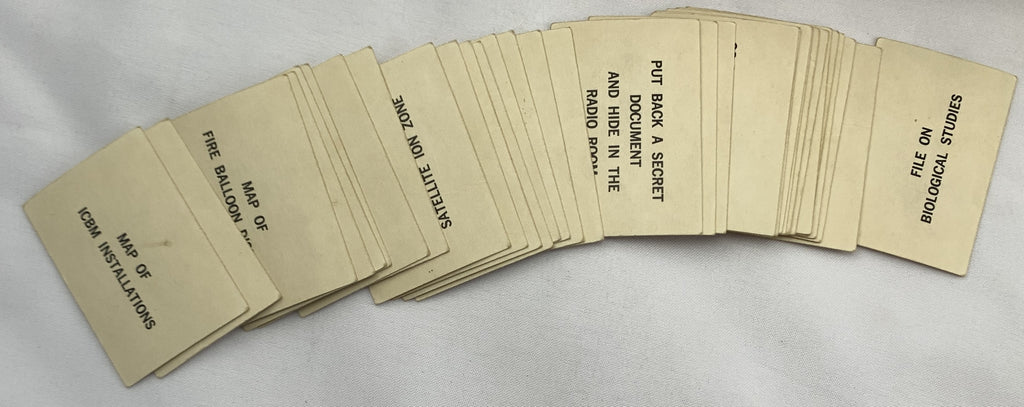 MAP OF
ICBM INSTALLATIONS
MAP OF
FIRE BALLOON
SATELLITE ION ZONE
PUT BACK A SECRET
DOCUMENT
AND HIDE IN THE
RADIO ROOM
FILE ON
BIOLOGICAL STUDIES